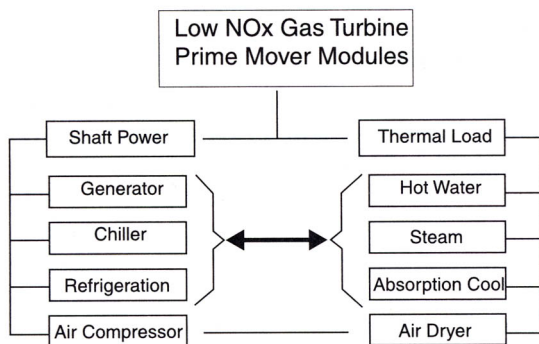 Low NOx Gas Turbine
Prime Mover Modules
Shaft Power
Thermal Load
Generator
Hot Water
Chiller
Steam
Refrigeration
Absorption Cool
Air Compressor
Air Dryer